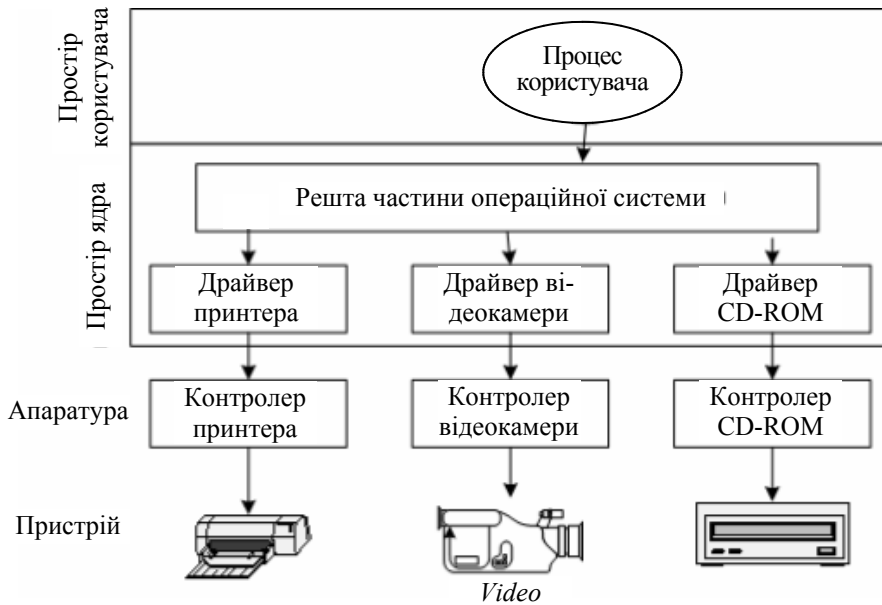 Простір
користувача
Процес
користувача
Простір ядра
Решта частини операційної системи
Драйвер
принтера
Драйвер ві-
деокамери
Драйвер
CD-ROM
Апаратура
Контролер
принтера
Контролер
відеокамери
Контролер
CD-ROM
Пристрій
Video